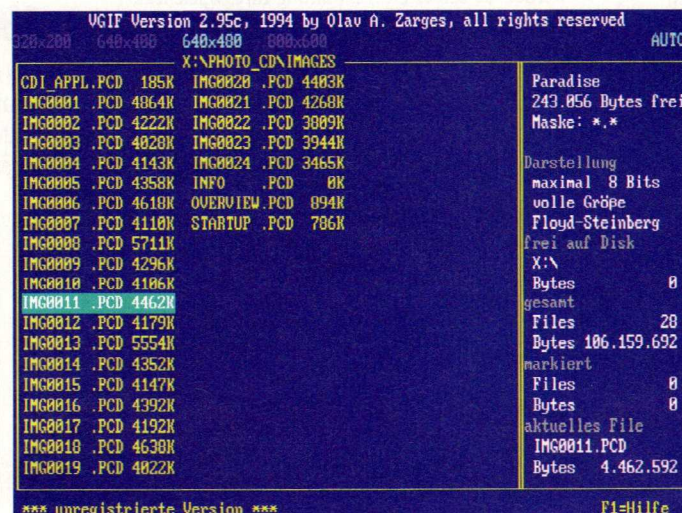 VGIF Version 2.95c, 1994 by Olav A. Zarges, all rights reserved
320x200 640x400 640x480 800x600 AUTO
X:\PHOTO_CD\IMAGES
CDI_APPL.PCD 185K
IMG0001 .PCD 4864K
IMG0002 .PCD 4222K
IMG0003 .PCD 4028K
IMG0004 .PCD 4143K
IMG0005 .PCD 4358K
IMG0006 .PCD 4618K
IMG0007 .PCD 4110K
IMG0008 .PCD 5711K
IMG0009 .PCD 4296K
IMG0010 .PCD 4106K
IMG0011 .PCD 4462K
IMG0012 .PCD 4179K
IMG0013 .PCD 5554K
IMG0014 .PCD 4352K
IMG0015 .PCD 4147K
IMG0016 .PCD 4392K
IMG0017 .PCD 4192K
IMG0018 .PCD 4638K
IMG0019 .PCD 4022K
IMG0020 .PCD 4403K
IMG0021 .PCD 4268K
IMG0022 .PCD 3809K
IMG0023 .PCD 3944K
IMG0024 .PCD 3465K
INFO .PCD 0K
OVERVIEW.PCD 894K
STARTUP .PCD 786K
Paradise
243.056 Bytes frei
Maske: *.*
Darstellung
maximal 8 Bits
volle Größe
Floyd-Steinberg
frei auf Disk
X:\
Bytes 0
gesamt
Files 28
Bytes 106.159.692
markiert
Files 0
Bytes 0
aktuelles File
IMG0011.PCD
Bytes 4.462.592
*** unregistrierte Version *** F1=Hilfe